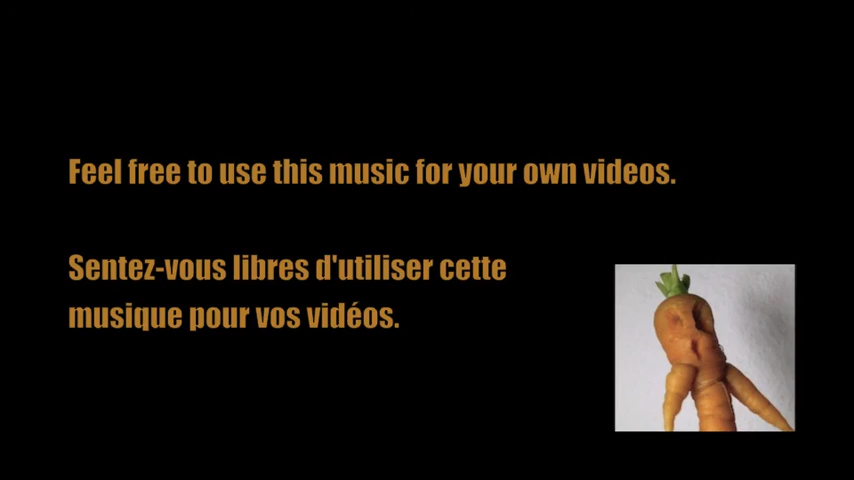 Feel free to use this music for your own videos.
Sentez-vous libres d'utiliser cette
musique pour vos vidéos.